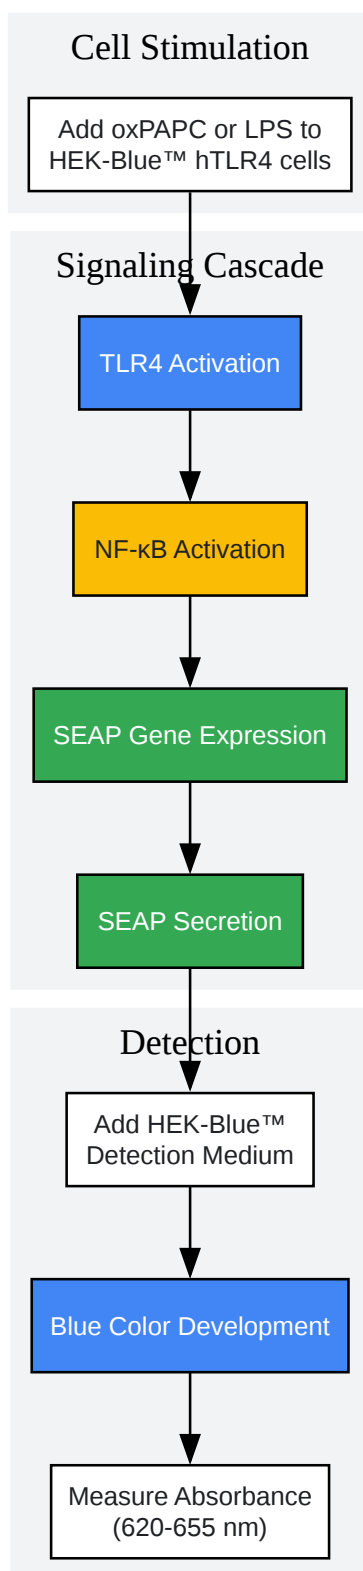 Cell Stimulation
Add oxPAPC or LPS to
HEK-Blue™ hTLR4 cells
Signaling Cascade
TLR4 Activation
NF-κB Activation
SEAP Gene Expression
SEAP Secretion
Detection
Add HEK-Blue™
Detection Medium
Blue Color Development
Measure Absorbance
(620-655 nm)